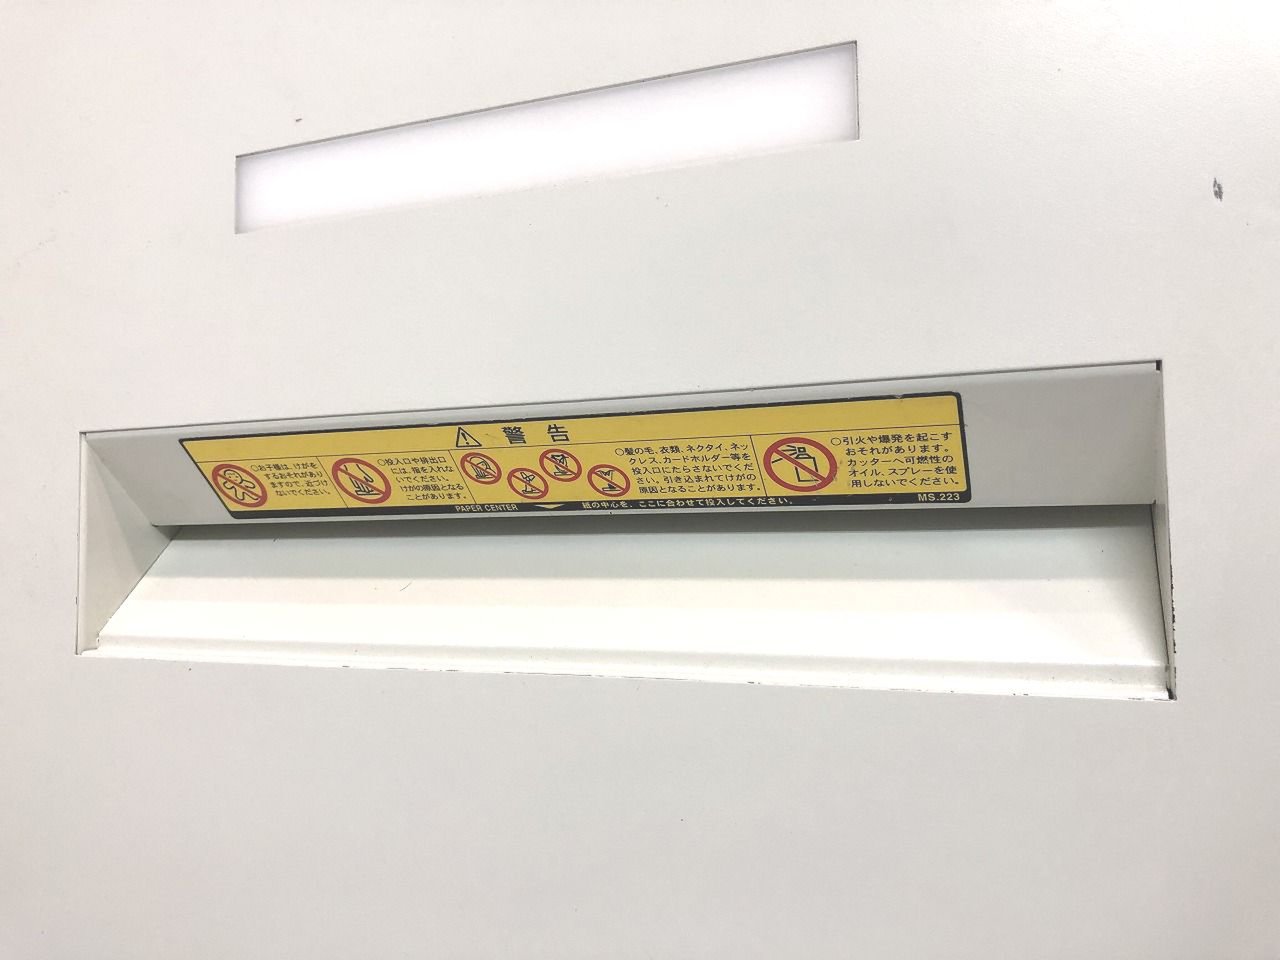 警告
○お子様は、けがを
するおそれがあり
ますので、近づけ
ないでください。
○投入口や排出口
には、指を入れな
いでください。
けがの原因となる
ことがあります。
○髪の毛、衣類、ネクタイ、ネッ
クレス、カードホルダー等を
投入口にたらさないでくだ
さい。引き込まれてけがの
原因となることがあります。
○引火や爆発を起こす
おそれがあります。
カッターへ可燃性の
オイル、スプレーを使
用しないでください。
PAPER CENTER 紙の中心を、ここに合わせて投入してください。
MS.223